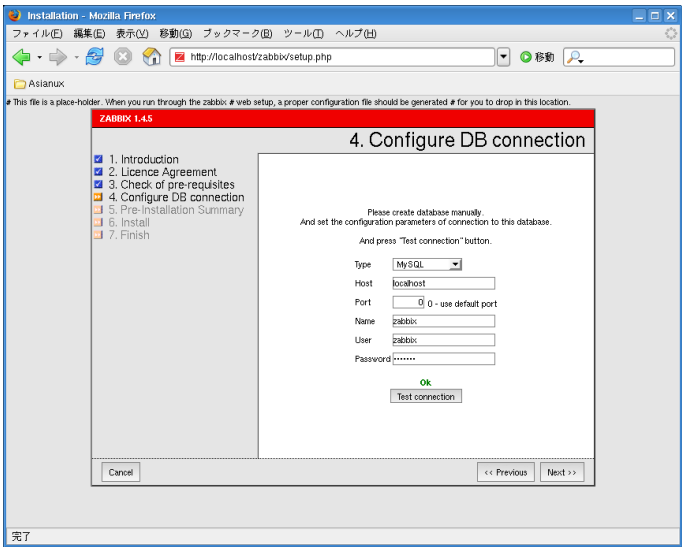 Installation - Mozilla Firefox
ファイル(F) 編集(E) 表示(V) 移動(G) ブックマーク(B) ツール(T) ヘルプ(H)
http://localhost/zabbix/setup.php
移動
Asianux
# This file is a place-holder. When you run through the zabbix # web setup, a proper configuration file should be generated # for you to drop in this location.
ZABBIX 1.4.5
4. Configure DB connection
1. Introduction
2. Licence Agreement
3. Check of pre-requisites
4. Configure DB connection
5. Pre-Installation Summary
6. Install
7. Finish
Please create database manually.
And set the configuration parameters of connection to this database.
And press "Test connection" button.
Type MySQL
Host localhost
Port 0 0 - use default port
Name zabbix
User zabbix
Password •••••••
Ok
Test connection
Cancel << Previous Next >>
完了